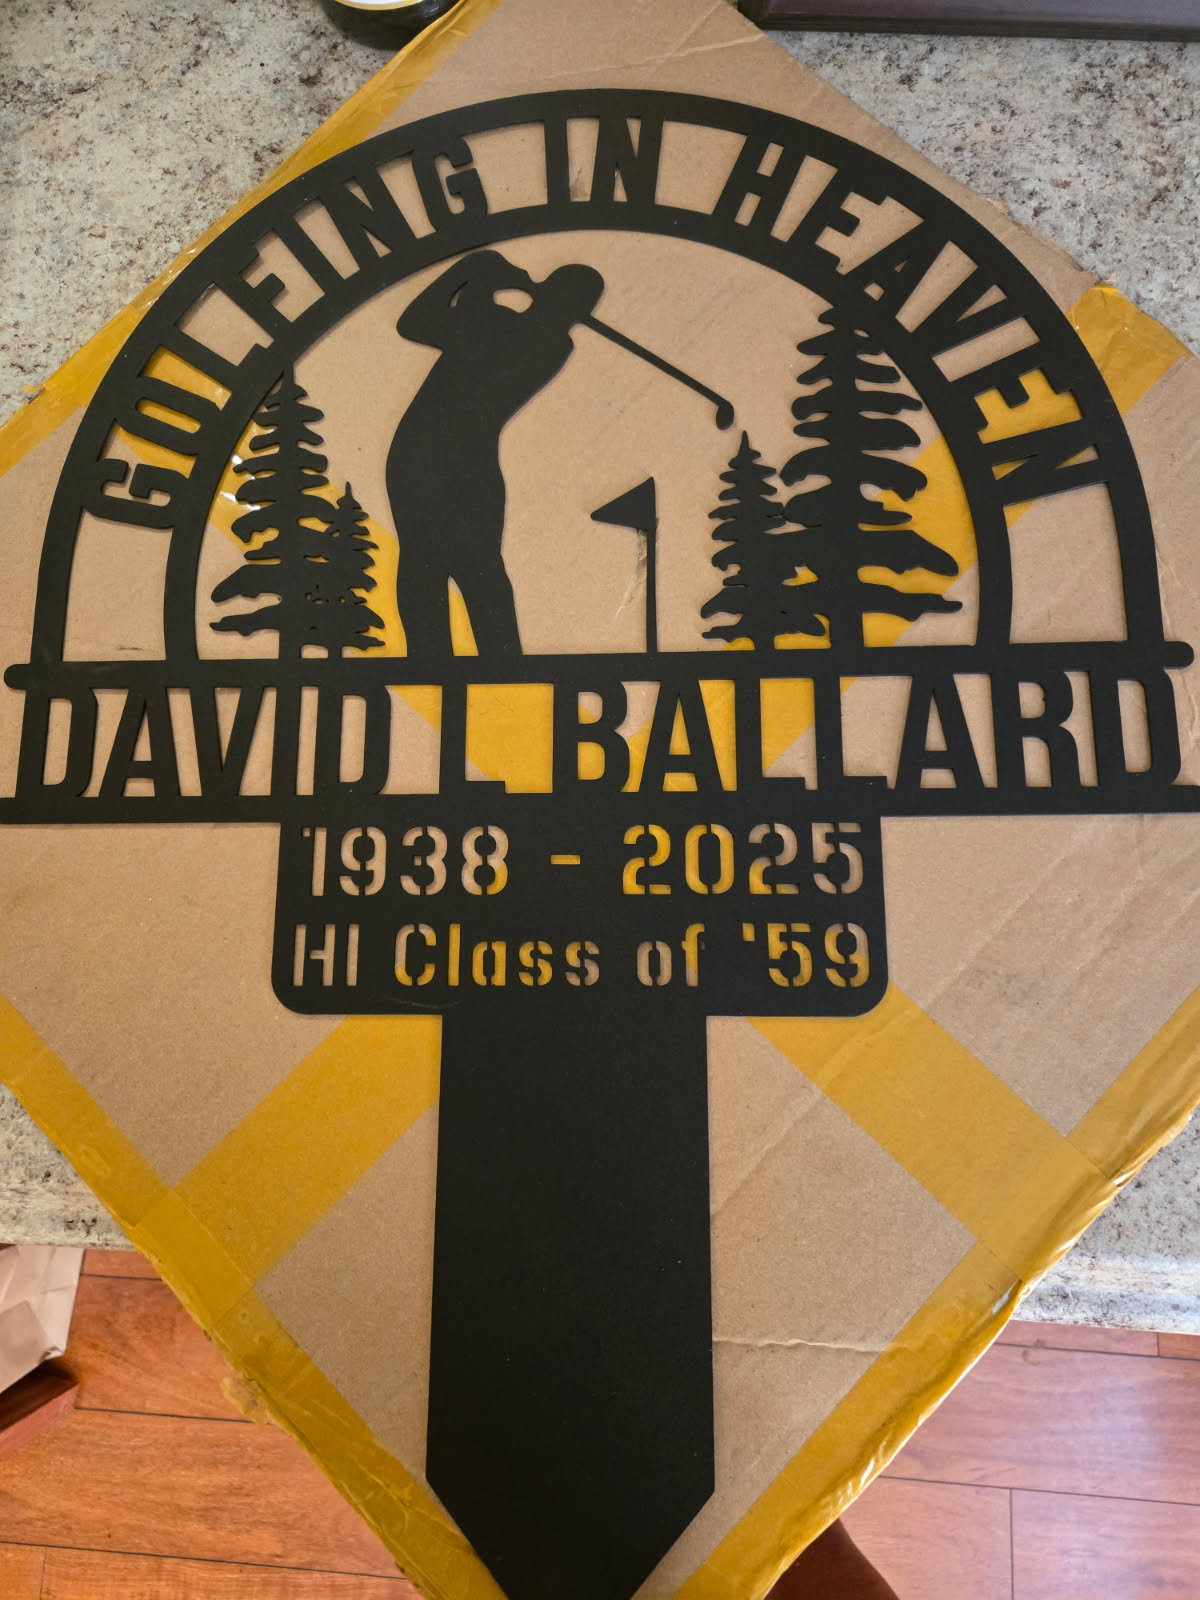 GOLFING IN HEAVEN
DAVID L BALLARD
1938 - 2025
HI Class of '59